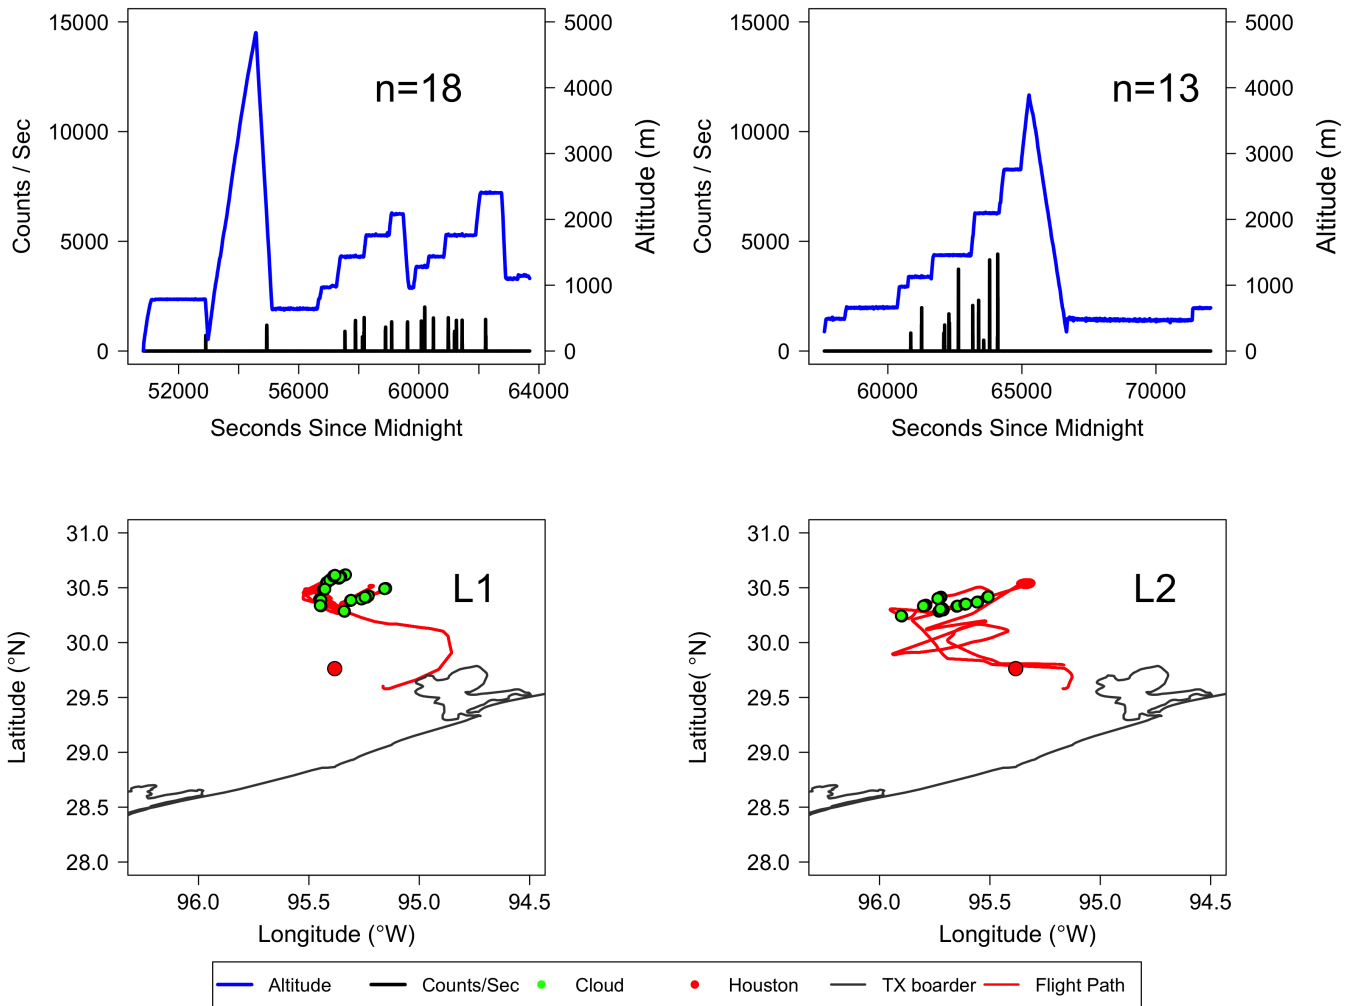 15000
10000
5000
0
Counts / Sec
n=18
5000
4000
3000
2000
1000
0
Altitude (m)
52000 56000 60000 64000
Seconds Since Midnight
15000
10000
5000
0
Counts / Sec
n=13
5000
4000
3000
2000
1000
0
Altitude (m)
60000 65000 70000
Seconds Since Midnight
31.0
30.5
30.0
29.5
29.0
28.5
28.0
Latitude (°N)
L1
96.0 95.5 95.0 94.5
Longitude (°W)
31.0
30.5
30.0
29.5
29.0
28.5
28.0
Latitude( °N)
L2
96.0 95.5 95.0 94.5
Longitude (°W)
Altitude Counts/Sec Cloud Houston TX boarder Flight Path